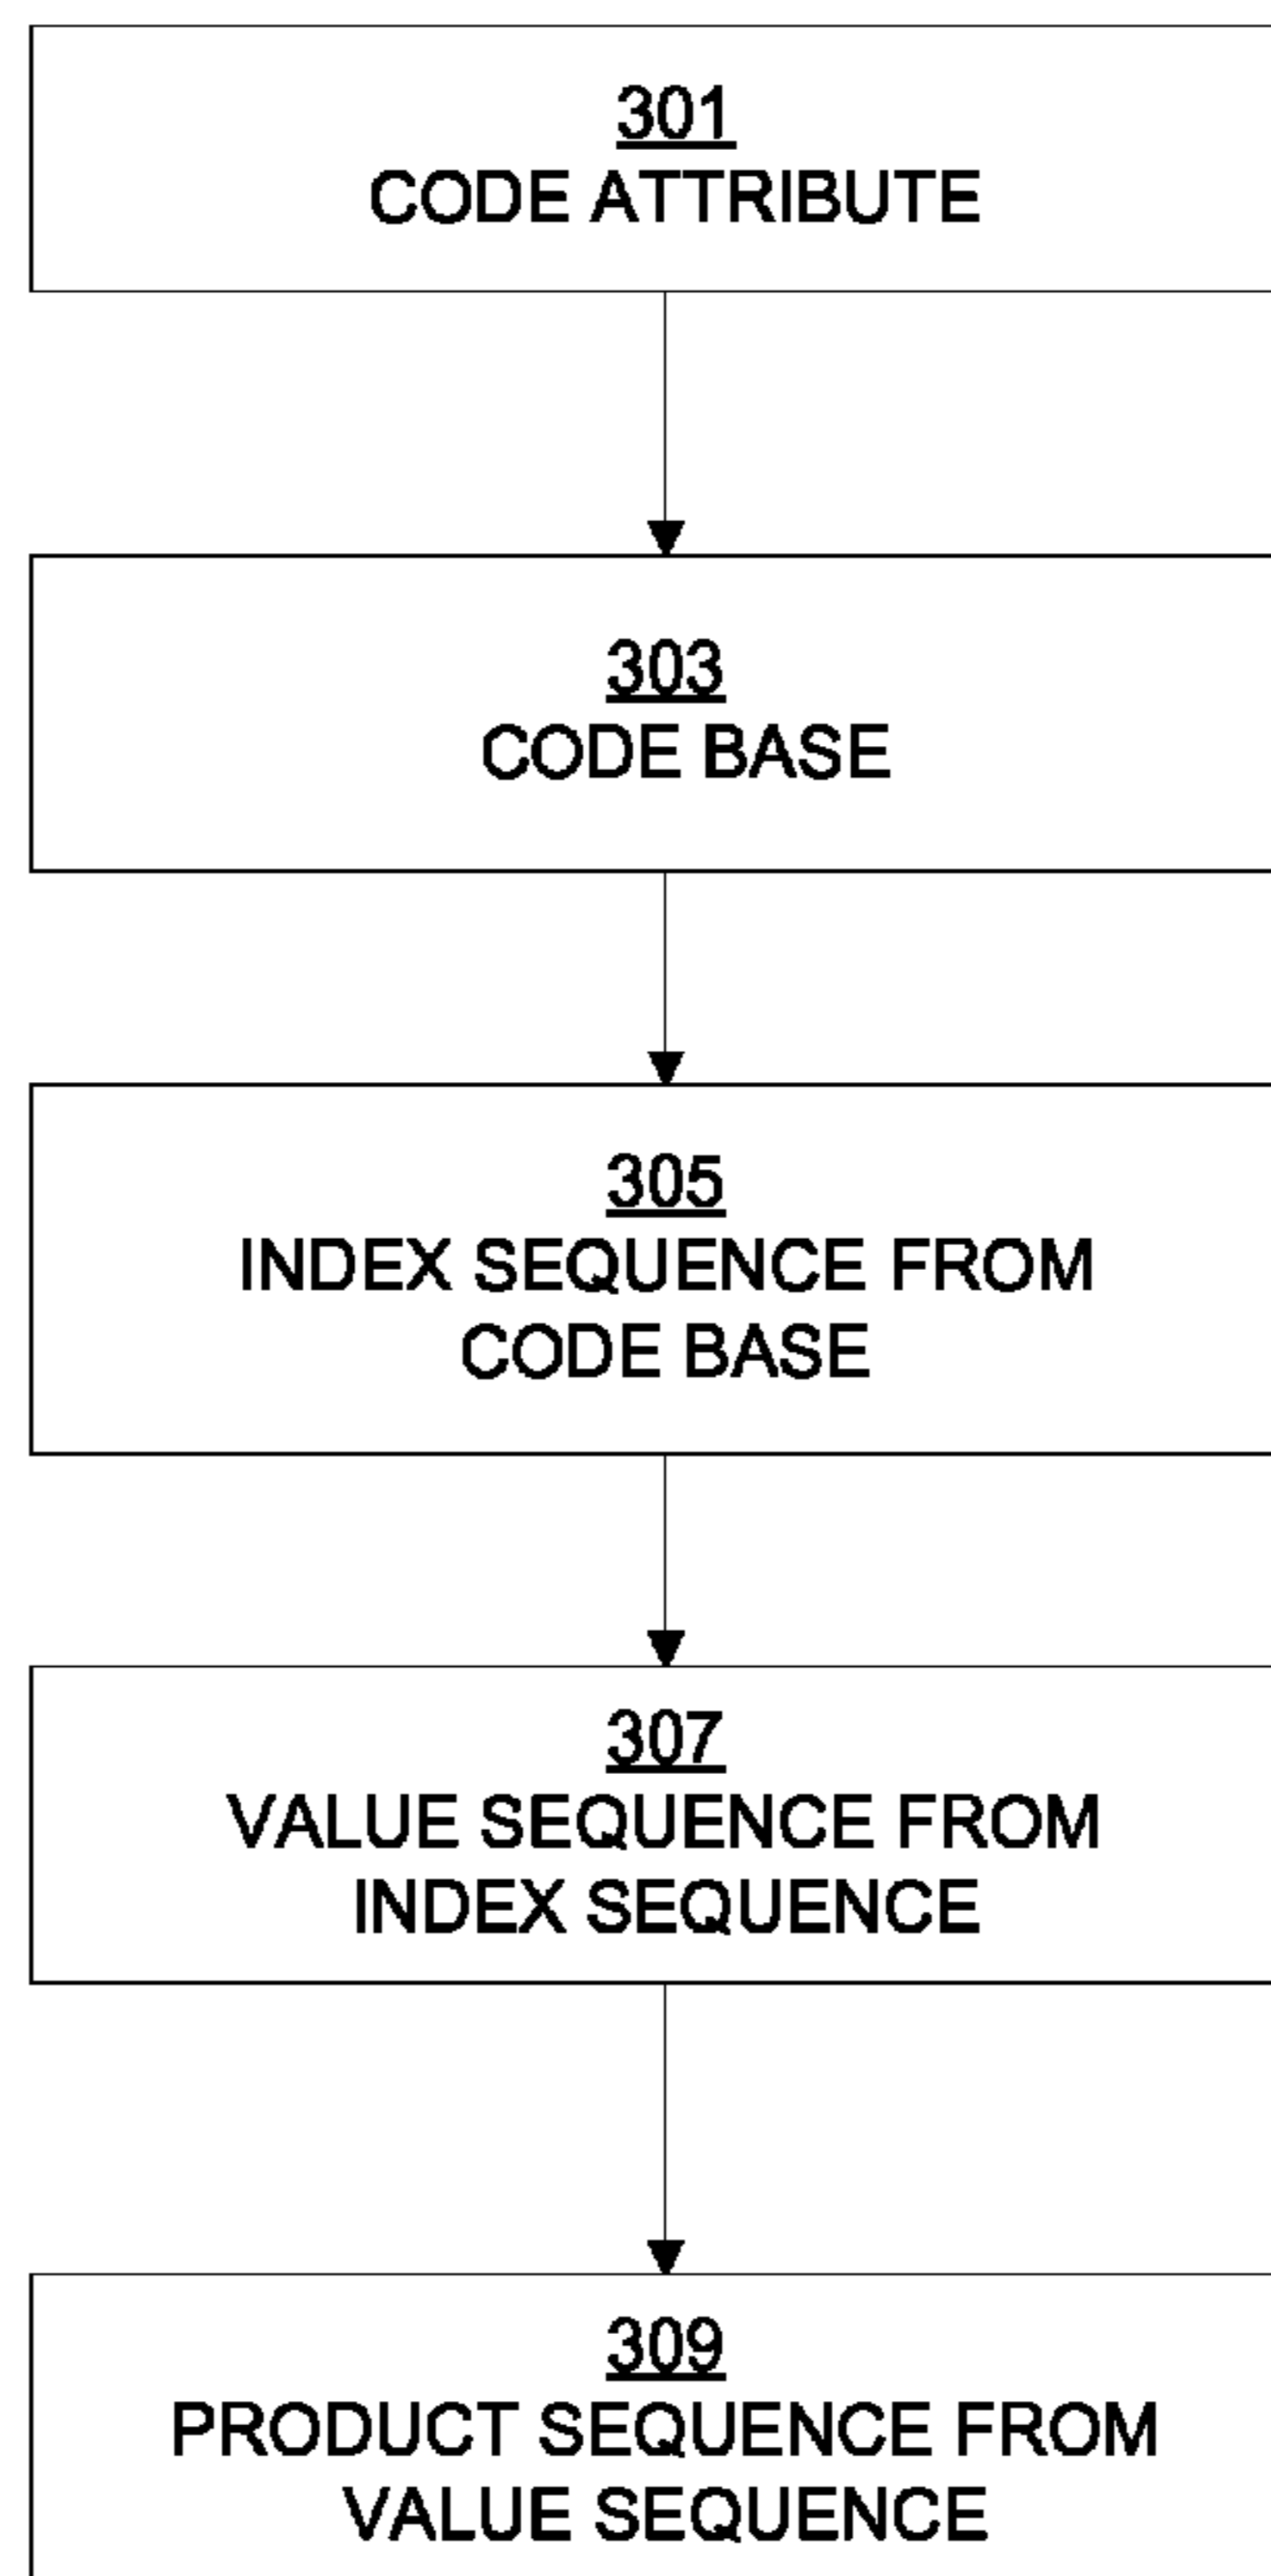 301
CODE ATTRIBUTE
303
CODE BASE
305
INDEX SEQUENCE FROM
CODE BASE
307
VALUE SEQUENCE FROM
INDEX SEQUENCE
309
PRODUCT SEQUENCE FROM
VALUE SEQUENCE